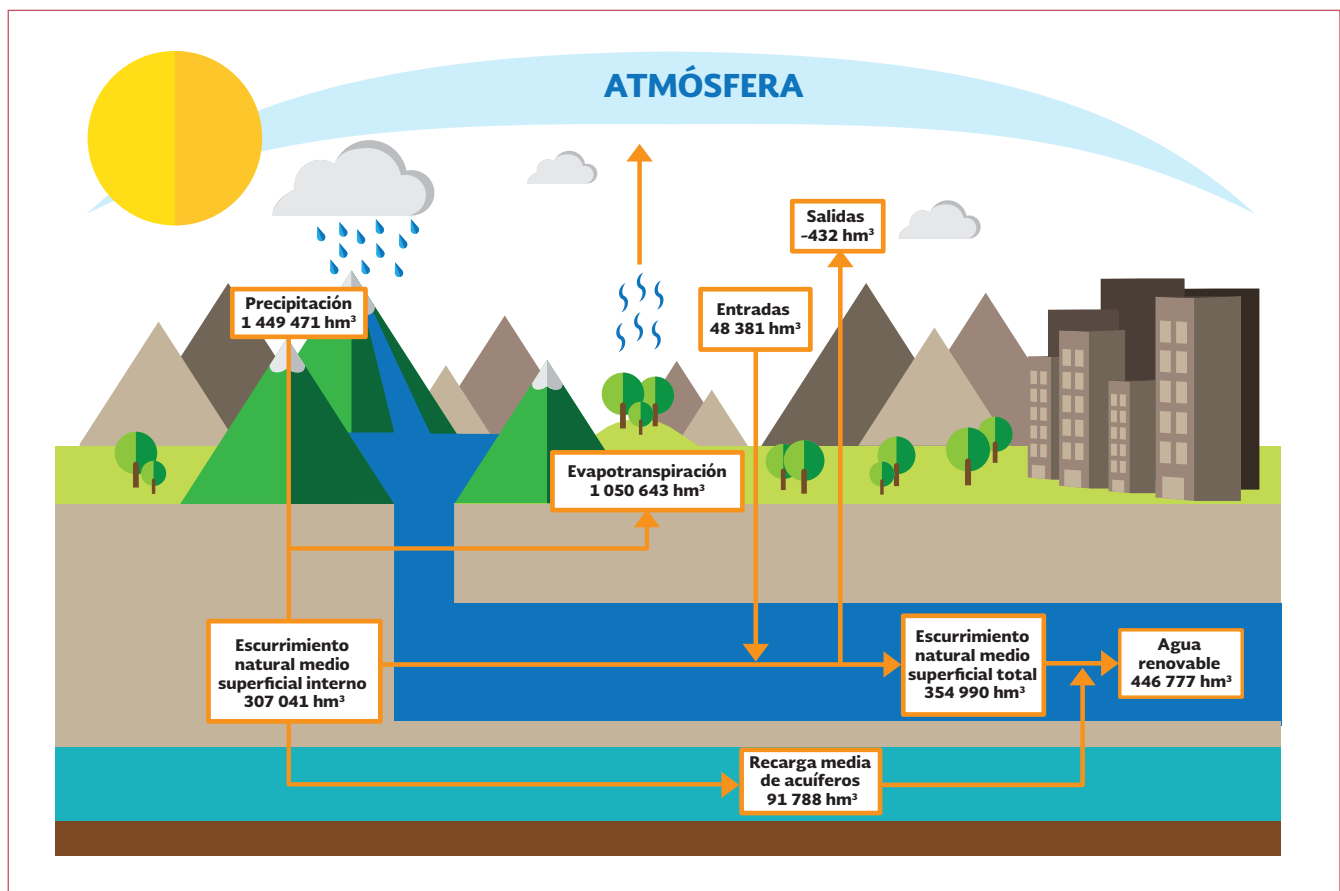 ATMÓSFERA
Salidas
-432 hm³
Precipitación
1 449 471 hm³
Entradas
48 381 hm³
Evapotranspiración
1 050 643 hm³
Escurrimiento
natural medio
superficial interno
307 041 hm³
Escurrimiento
natural medio
superficial total
354 990 hm³
Agua
renovable
446 777 hm³
Recarga media
de acuíferos
91 788 hm³